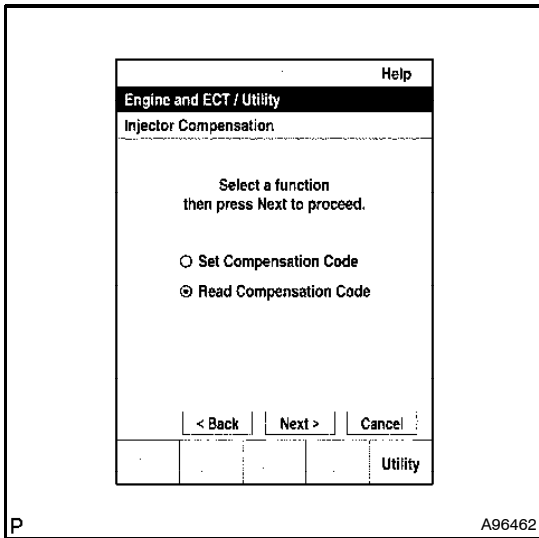 Help
Engine and ECT / Utility
Injector Compensation
Select a function
then press Next to proceed.
Set Compensation Code
Read Compensation Code
< Back Next > Cancel
Utility
P A96462